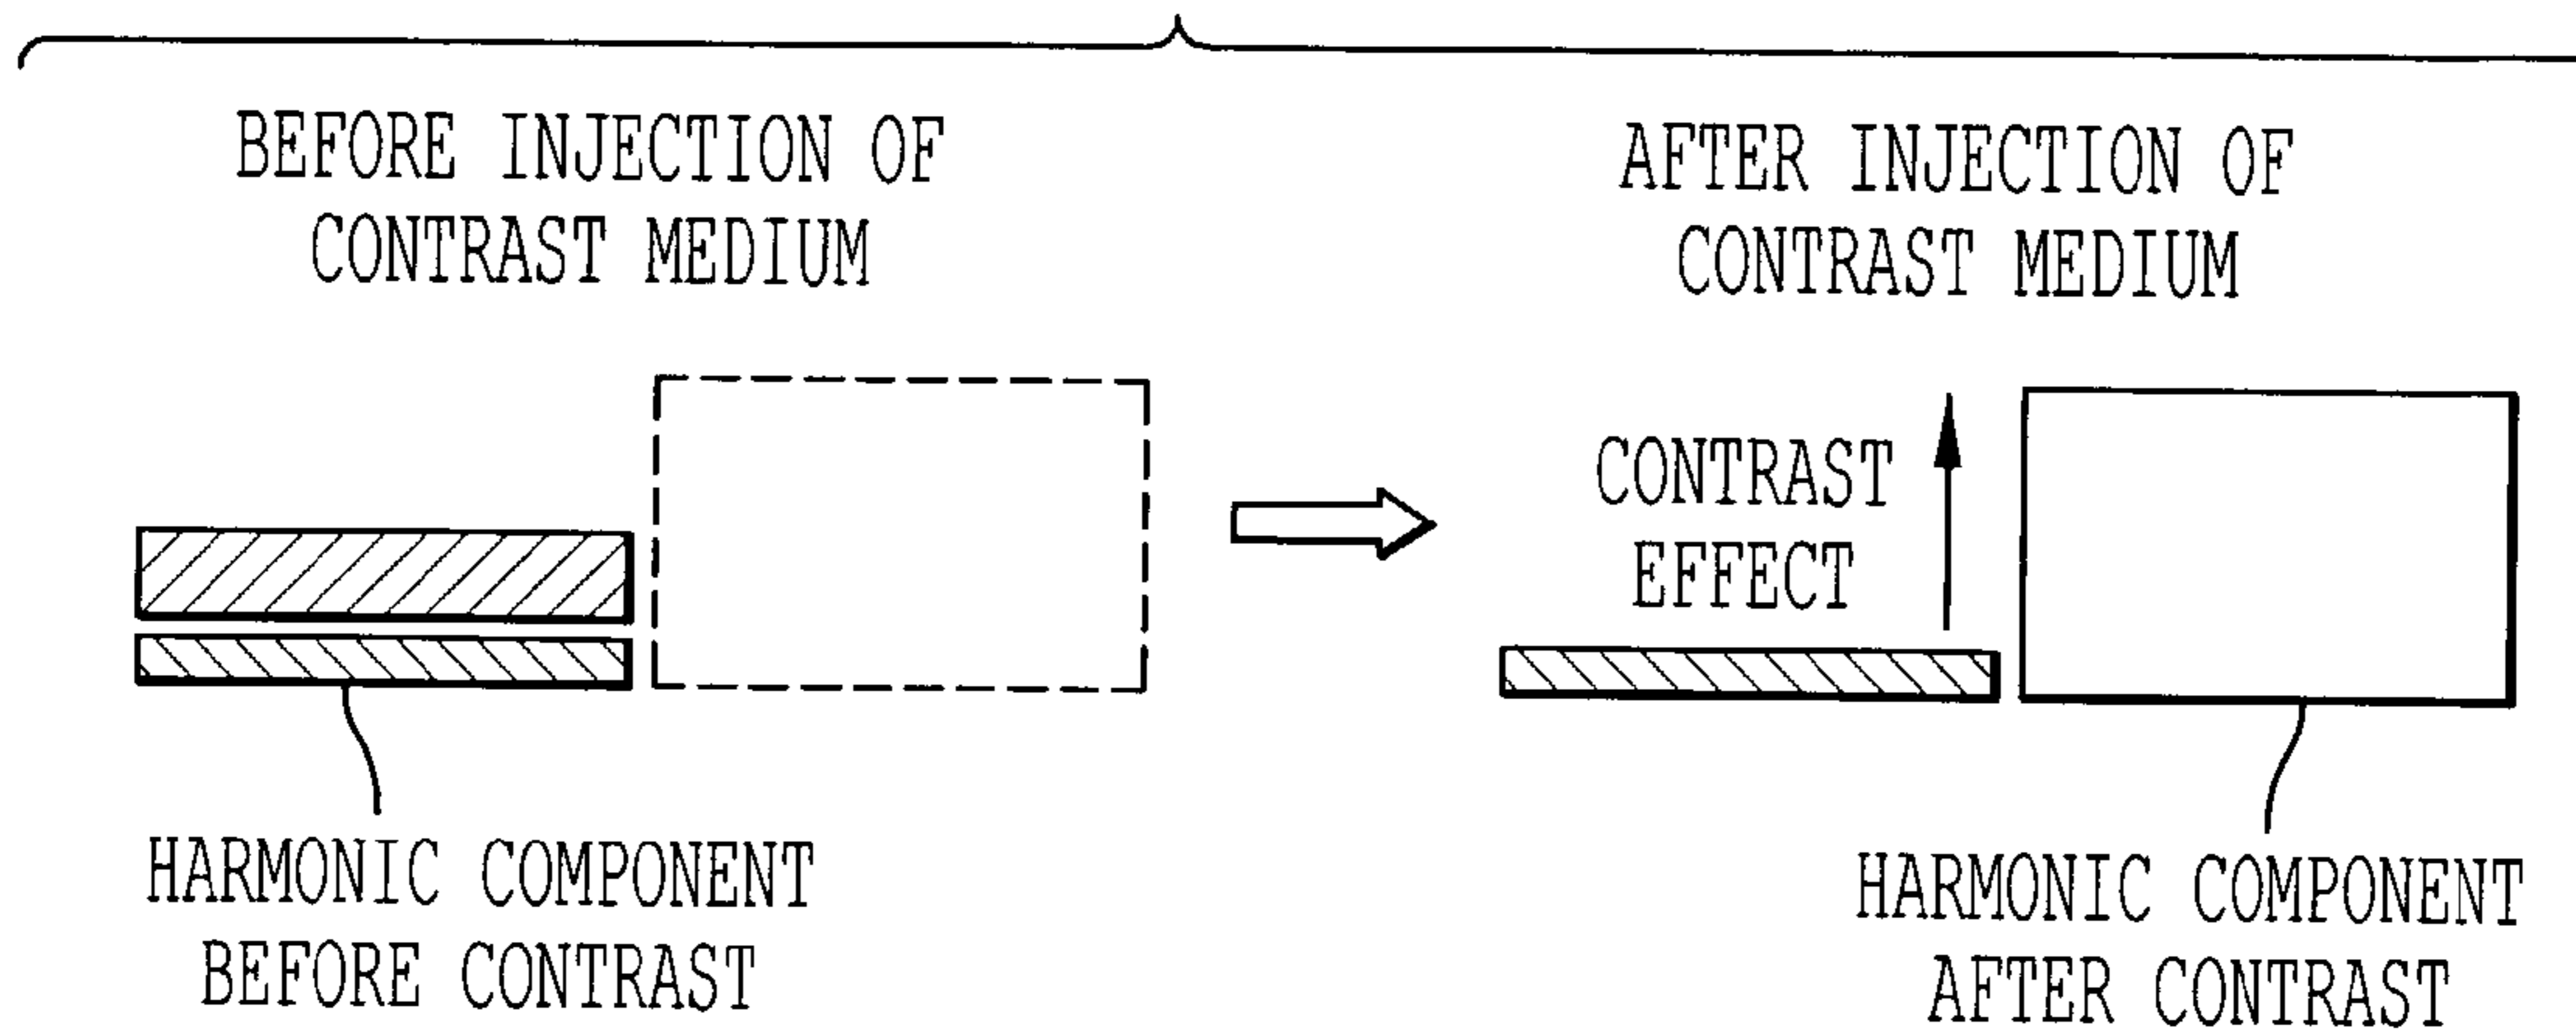 BEFORE INJECTION OF
CONTRAST MEDIUM
AFTER INJECTION OF
CONTRAST MEDIUM
CONTRAST
EFFECT
HARMONIC COMPONENT
BEFORE CONTRAST
HARMONIC COMPONENT
AFTER CONTRAST